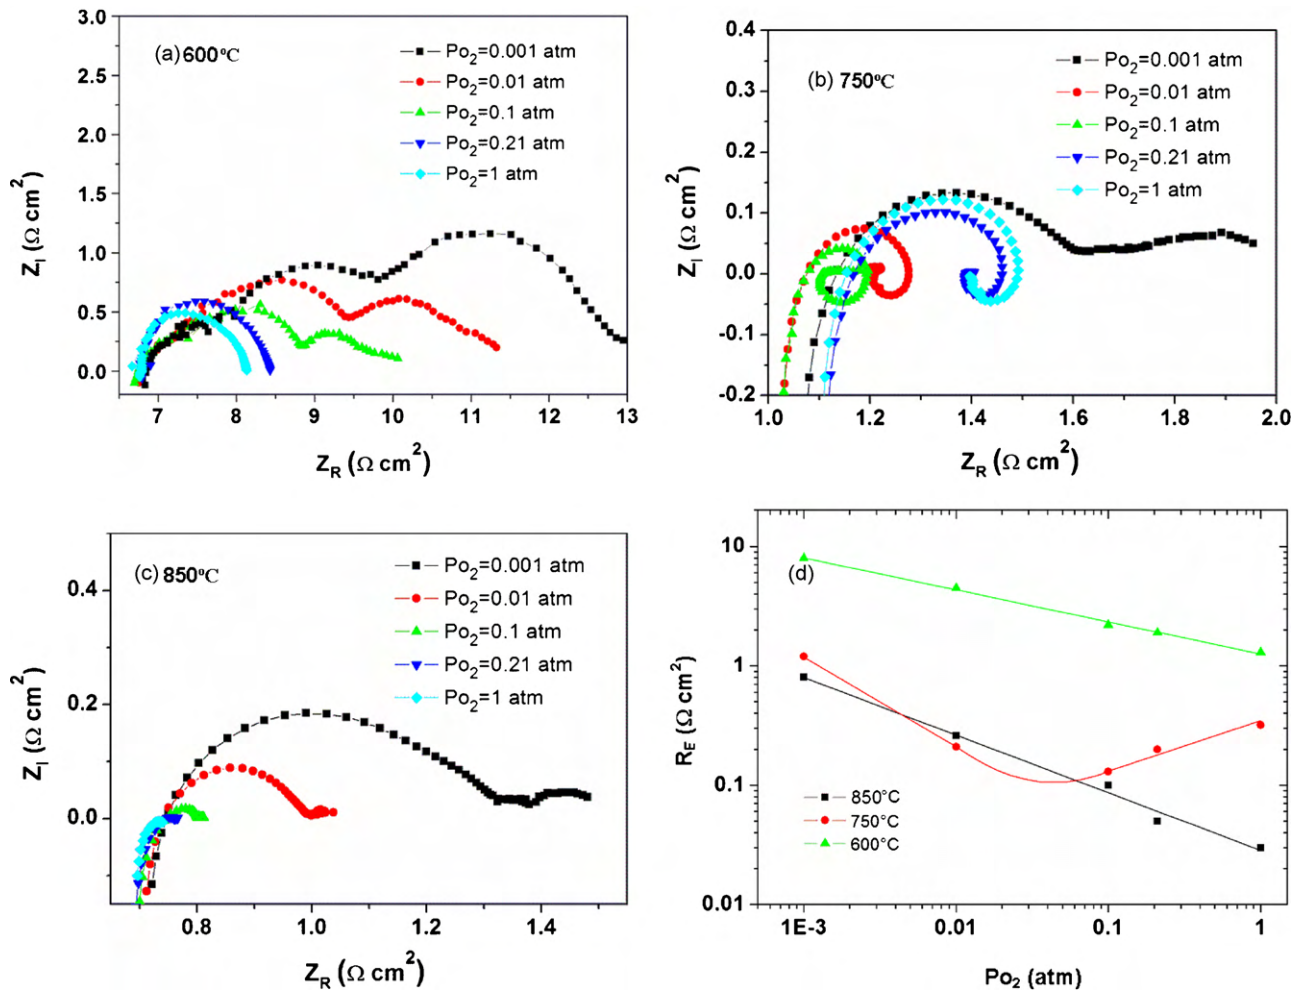 (a) 600°C
Po2=0.001 atm
Po2=0.01 atm
Po2=0.1 atm
Po2=0.21 atm
Po2=1 atm
3.0
2.5
2.0
1.5
1.0
0.5
0.0
ZI (Ω cm²)
7 8 9 10 11 12 13
ZR (Ω cm²)
(b) 750°C
Po2=0.001 atm
Po2=0.01 atm
Po2=0.1 atm
Po2=0.21 atm
Po2=1 atm
0.4
0.3
0.2
0.1
0.0
-0.1
-0.2
ZI (Ω cm²)
1.0 1.2 1.4 1.6 1.8 2.0
ZR (Ω cm²)
(c) 850°C
Po2=0.001 atm
Po2=0.01 atm
Po2=0.1 atm
Po2=0.21 atm
Po2=1 atm
0.4
0.2
0.0
ZI (Ω cm²)
0.8 1.0 1.2 1.4
ZR (Ω cm²)
(d)
10
1
0.1
0.01
RE (Ω cm²)
850°C
750°C
600°C
1E-3 0.01 0.1 1
Po2 (atm)